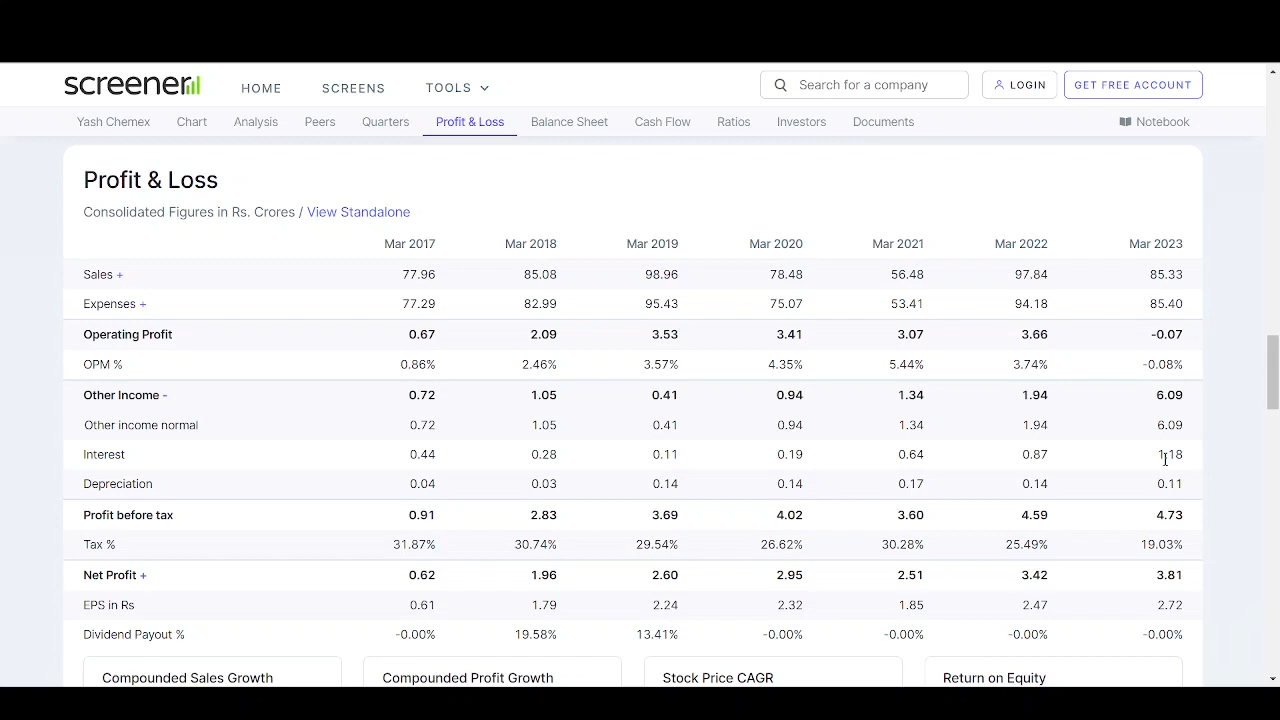 screener HOME SCREENS TOOLS Search for a company LOGIN GET FREE ACCOUNT
Yash Chemex Chart Analysis Peers Quarters Profit & Loss Balance Sheet Cash Flow Ratios Investors Documents Notebook
Profit & Loss
Consolidated Figures in Rs. Crores / View Standalone
Mar 2017 Mar 2018 Mar 2019 Mar 2020 Mar 2021 Mar 2022 Mar 2023
Sales + 77.96 85.08 98.96 78.48 56.48 97.84 85.33
Expenses + 77.29 82.99 95.43 75.07 53.41 94.18 85.40
Operating Profit 0.67 2.09 3.53 3.41 3.07 3.66 -0.07
OPM % 0.86% 2.46% 3.57% 4.35% 5.44% 3.74% -0.08%
Other Income - 0.72 1.05 0.41 0.94 1.34 1.94 6.09
Other income normal 0.72 1.05 0.41 0.94 1.34 1.94 6.09
Interest 0.44 0.28 0.11 0.19 0.64 0.87 1.18
Depreciation 0.04 0.03 0.14 0.14 0.17 0.14 0.11
Profit before tax 0.91 2.83 3.69 4.02 3.60 4.59 4.73
Tax % 31.87% 30.74% 29.54% 26.62% 30.28% 25.49% 19.03%
Net Profit + 0.62 1.96 2.60 2.95 2.51 3.42 3.81
EPS in Rs 0.61 1.79 2.24 2.32 1.85 2.47 2.72
Dividend Payout % -0.00% 19.58% 13.41% -0.00% -0.00% -0.00% -0.00%
Compounded Sales Growth Compounded Profit Growth Stock Price CAGR Return on Equity